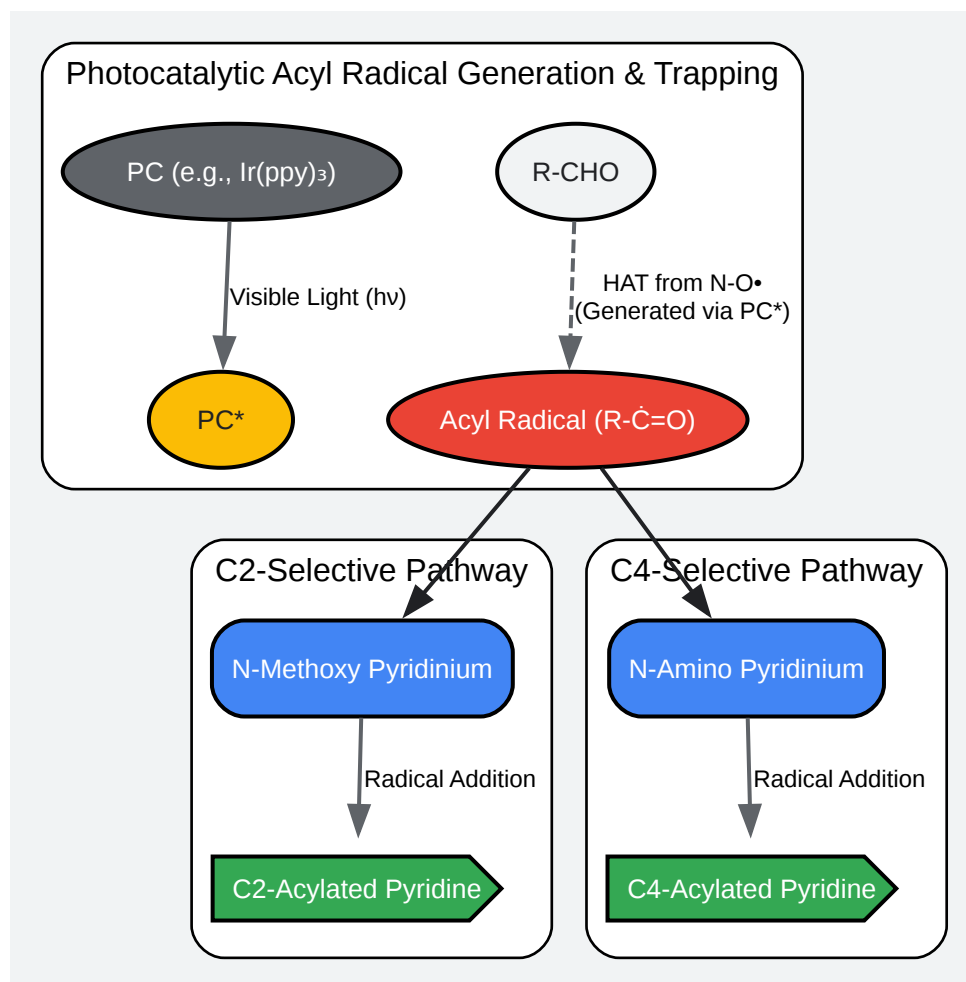 Photocatalytic Acyl Radical Generation & Trapping
PC (e.g., Ir(ppy)₃)
R-CHO
Visible Light (hν)
HAT from N-O•
(Generated via PC*)
PC*
Acyl Radical (R-Ċ=O)
C2-Selective Pathway
C4-Selective Pathway
N-Methoxy Pyridinium
N-Amino Pyridinium
Radical Addition
Radical Addition
C2-Acylated Pyridine
C4-Acylated Pyridine